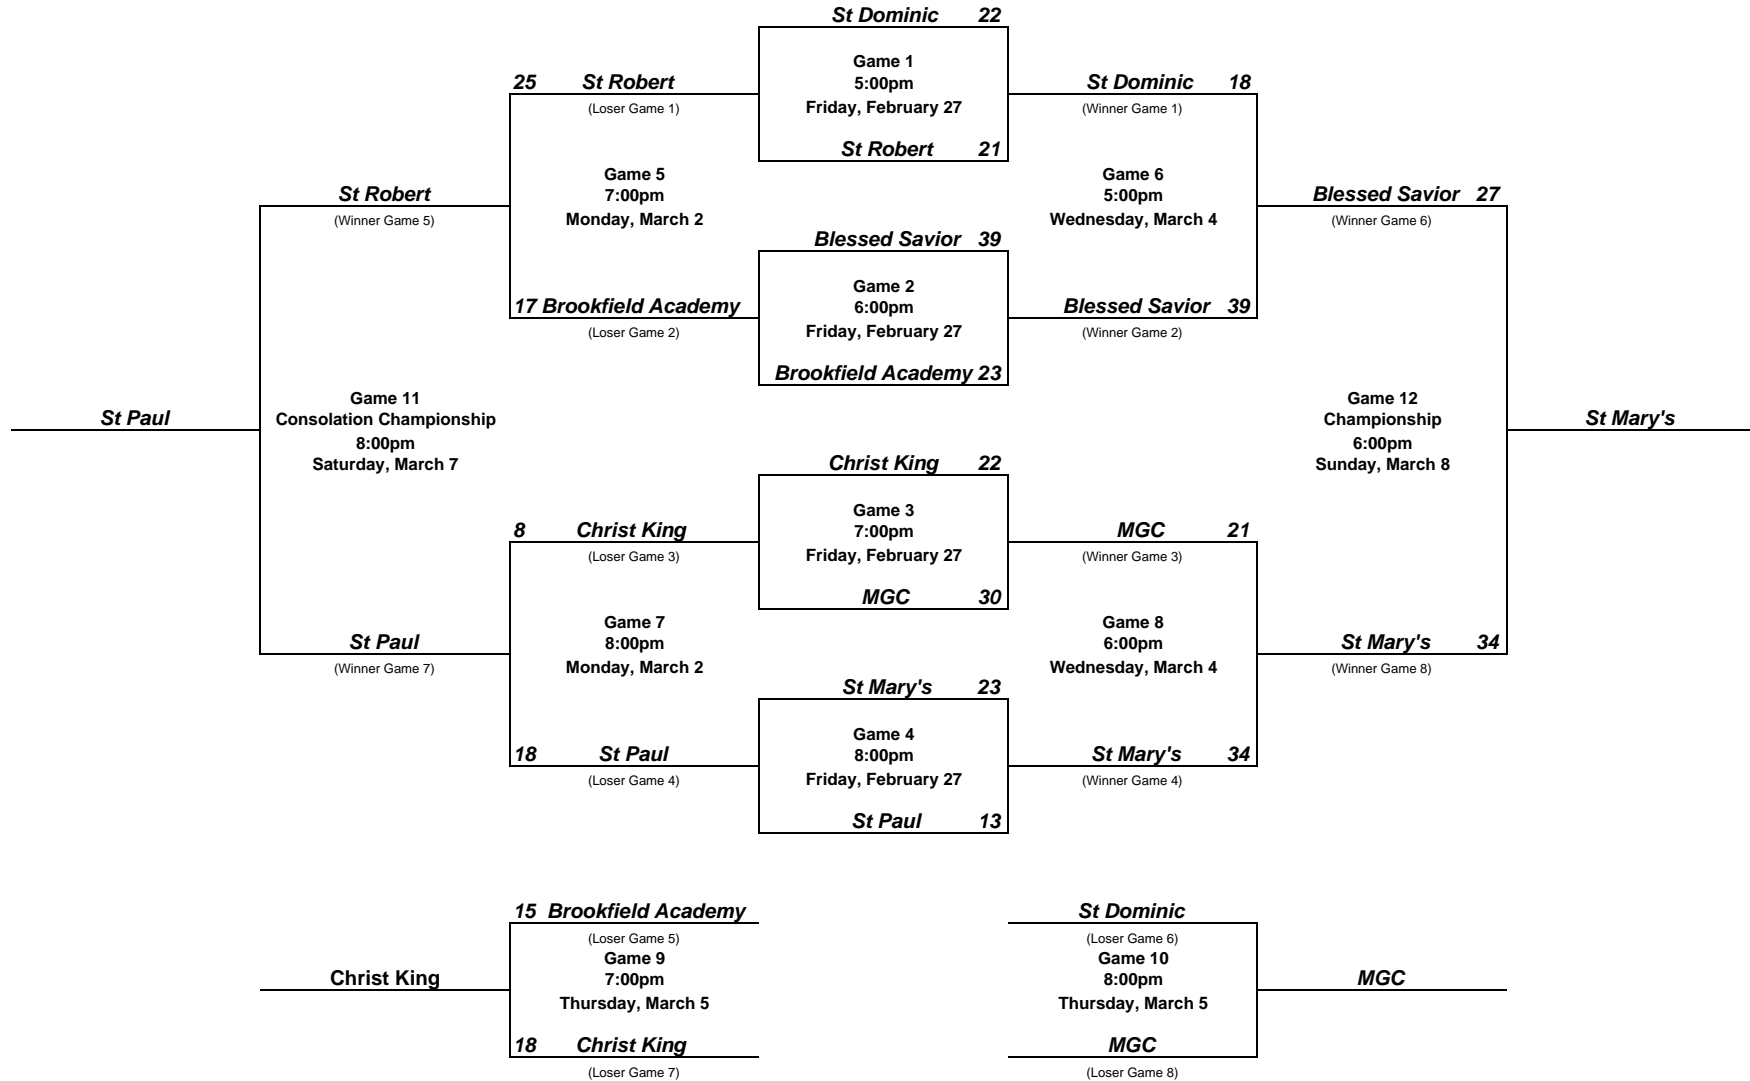 St Dominic 22
Game 1
5:00pm
Friday, February 27
St Robert 21
25 St Robert
(Loser Game 1)
St Dominic 18
(Winner Game 1)
Game 5
7:00pm
Monday, March 2
Game 6
5:00pm
Wednesday, March 4
St Robert
(Winner Game 5)
Blessed Savior 27
(Winner Game 6)
Blessed Savior 39
Game 2
6:00pm
Friday, February 27
Brookfield Academy 23
17 Brookfield Academy
(Loser Game 2)
Blessed Savior 39
(Winner Game 2)
St Paul
Game 11
Consolation Championship
8:00pm
Saturday, March 7
Game 12
Championship
6:00pm
Sunday, March 8
St Mary's
Christ King 22
Game 3
7:00pm
Friday, February 27
MGC 30
8 Christ King
(Loser Game 3)
MGC 21
(Winner Game 3)
Game 7
8:00pm
Monday, March 2
Game 8
6:00pm
Wednesday, March 4
St Paul
(Winner Game 7)
St Mary's 34
(Winner Game 8)
St Mary's 23
Game 4
8:00pm
Friday, February 27
St Paul 13
18 St Paul
(Loser Game 4)
St Mary's 34
(Winner Game 4)
15 Brookfield Academy
(Loser Game 5)
Game 9
7:00pm
Thursday, March 5
Christ King
18 Christ King
(Loser Game 7)
St Dominic
(Loser Game 6)
Game 10
8:00pm
Thursday, March 5
MGC
MGC
(Loser Game 8)